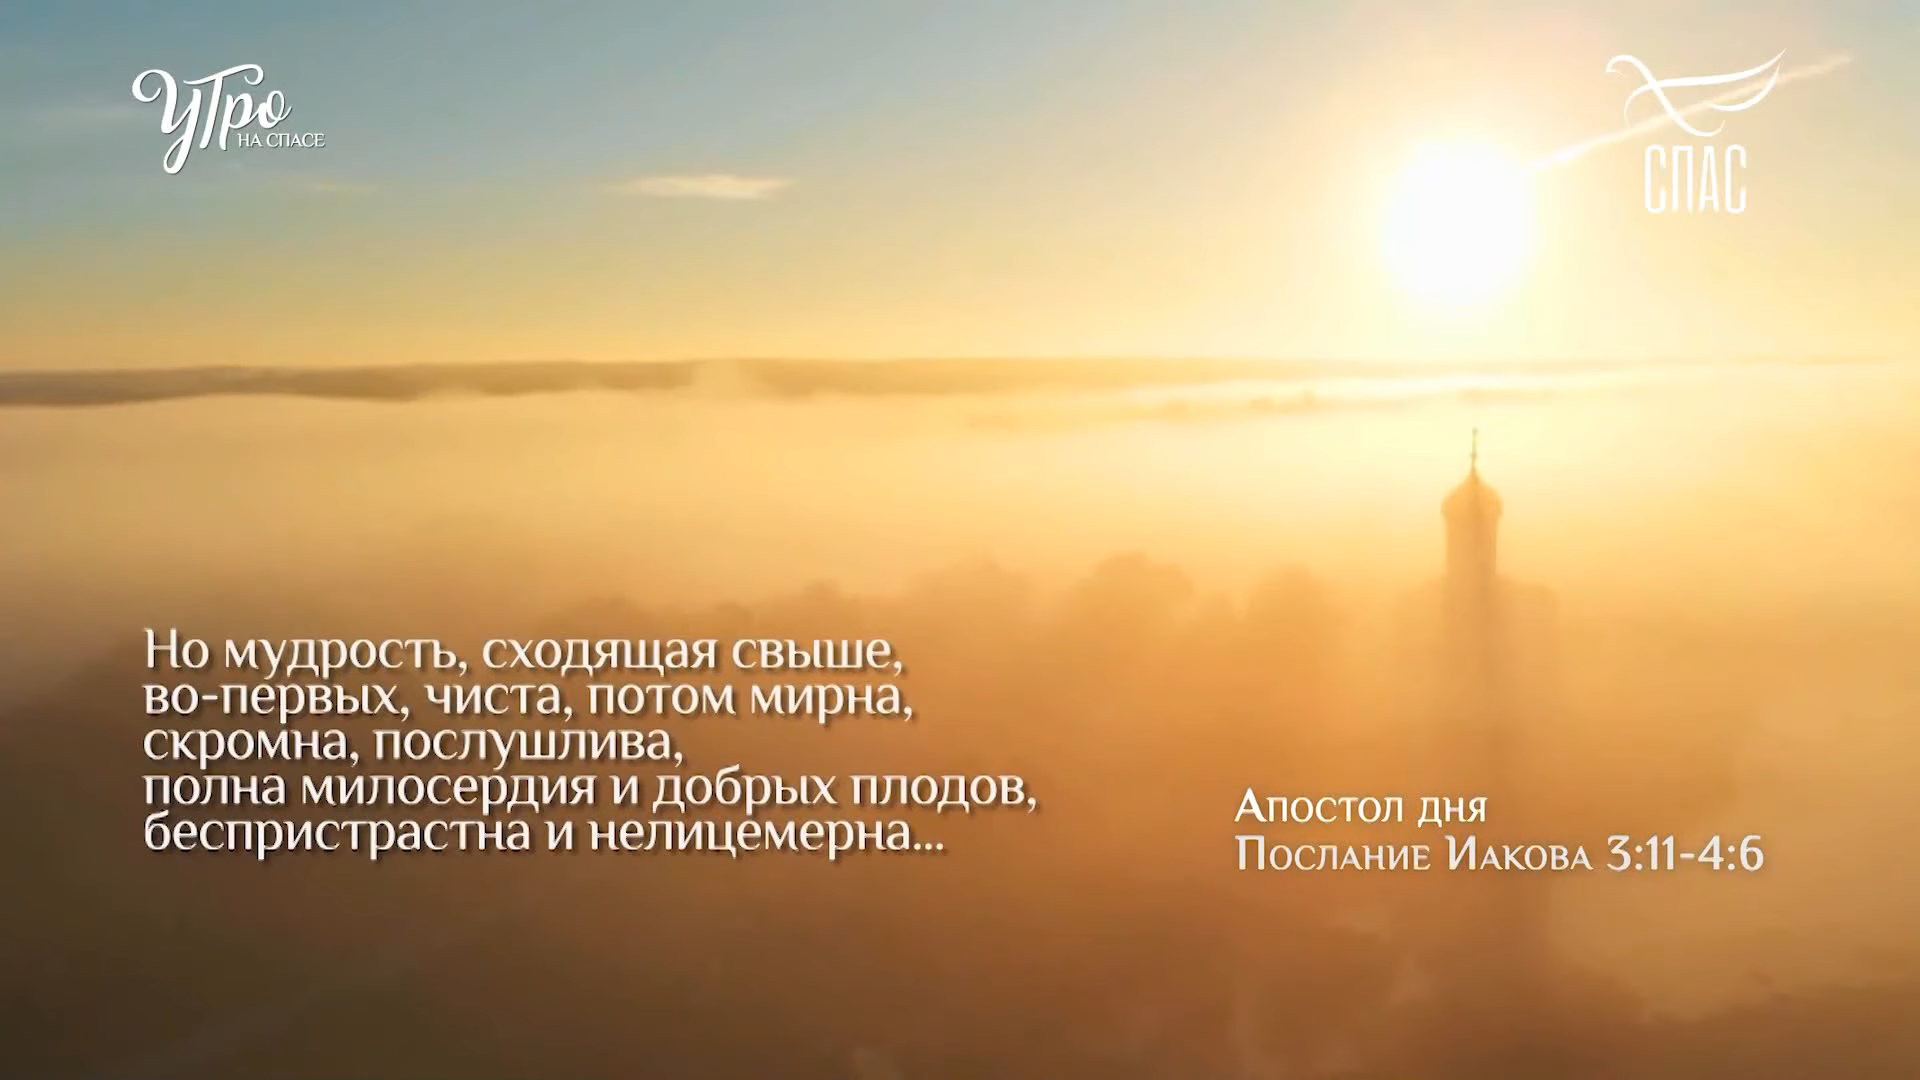 Утро
НА СПАСЕ
СПАС
Но мудрость, сходящая свыше,
во-первых, чиста, потом мирна,
скромна, послушлива,
полна милосердия и добрых плодов,
беспристрастна и нелицемерна...
Апостол дня
Послание Иакова 3:11-4:6